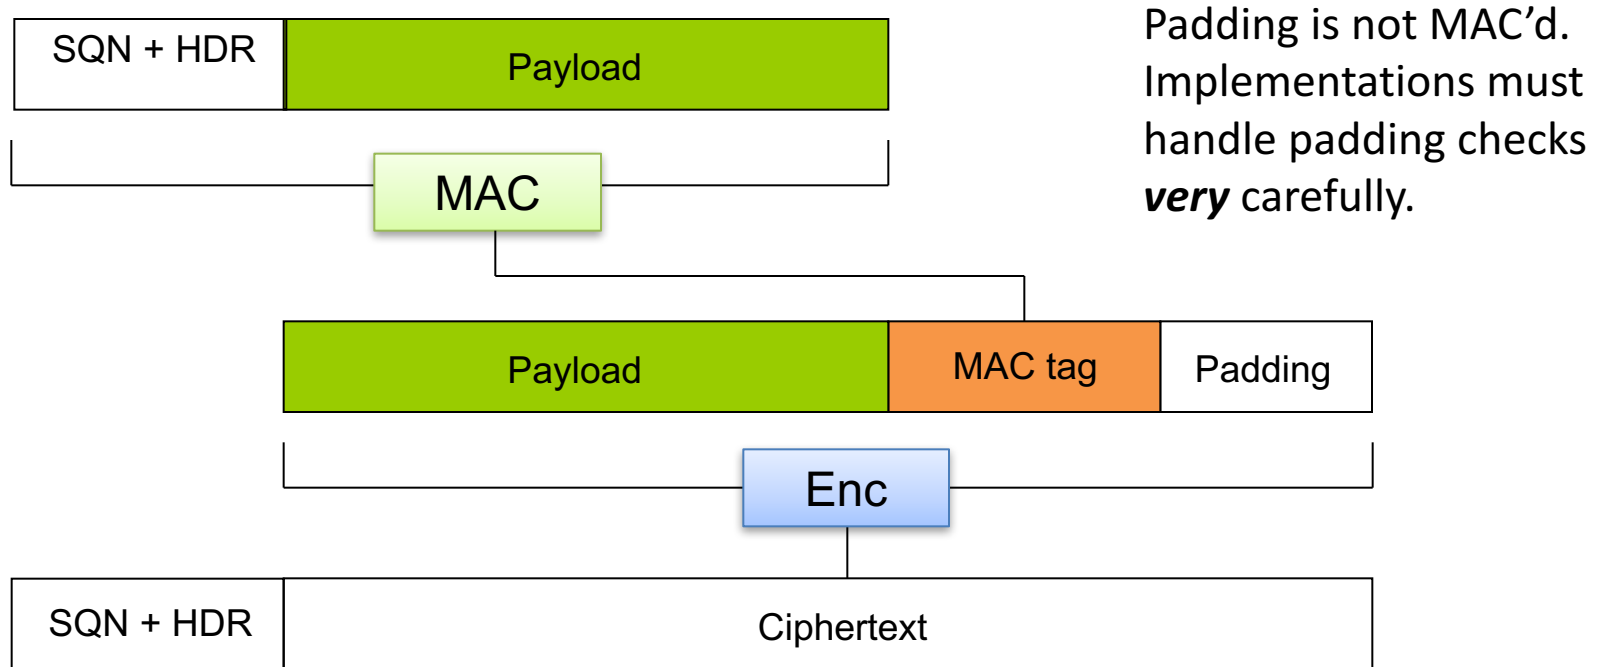 SQN + HDR
Payload
Padding is not MAC’d.
Implementations must
handle padding checks
very carefully.
MAC
Payload
MAC tag
Padding
Enc
SQN + HDR
Ciphertext